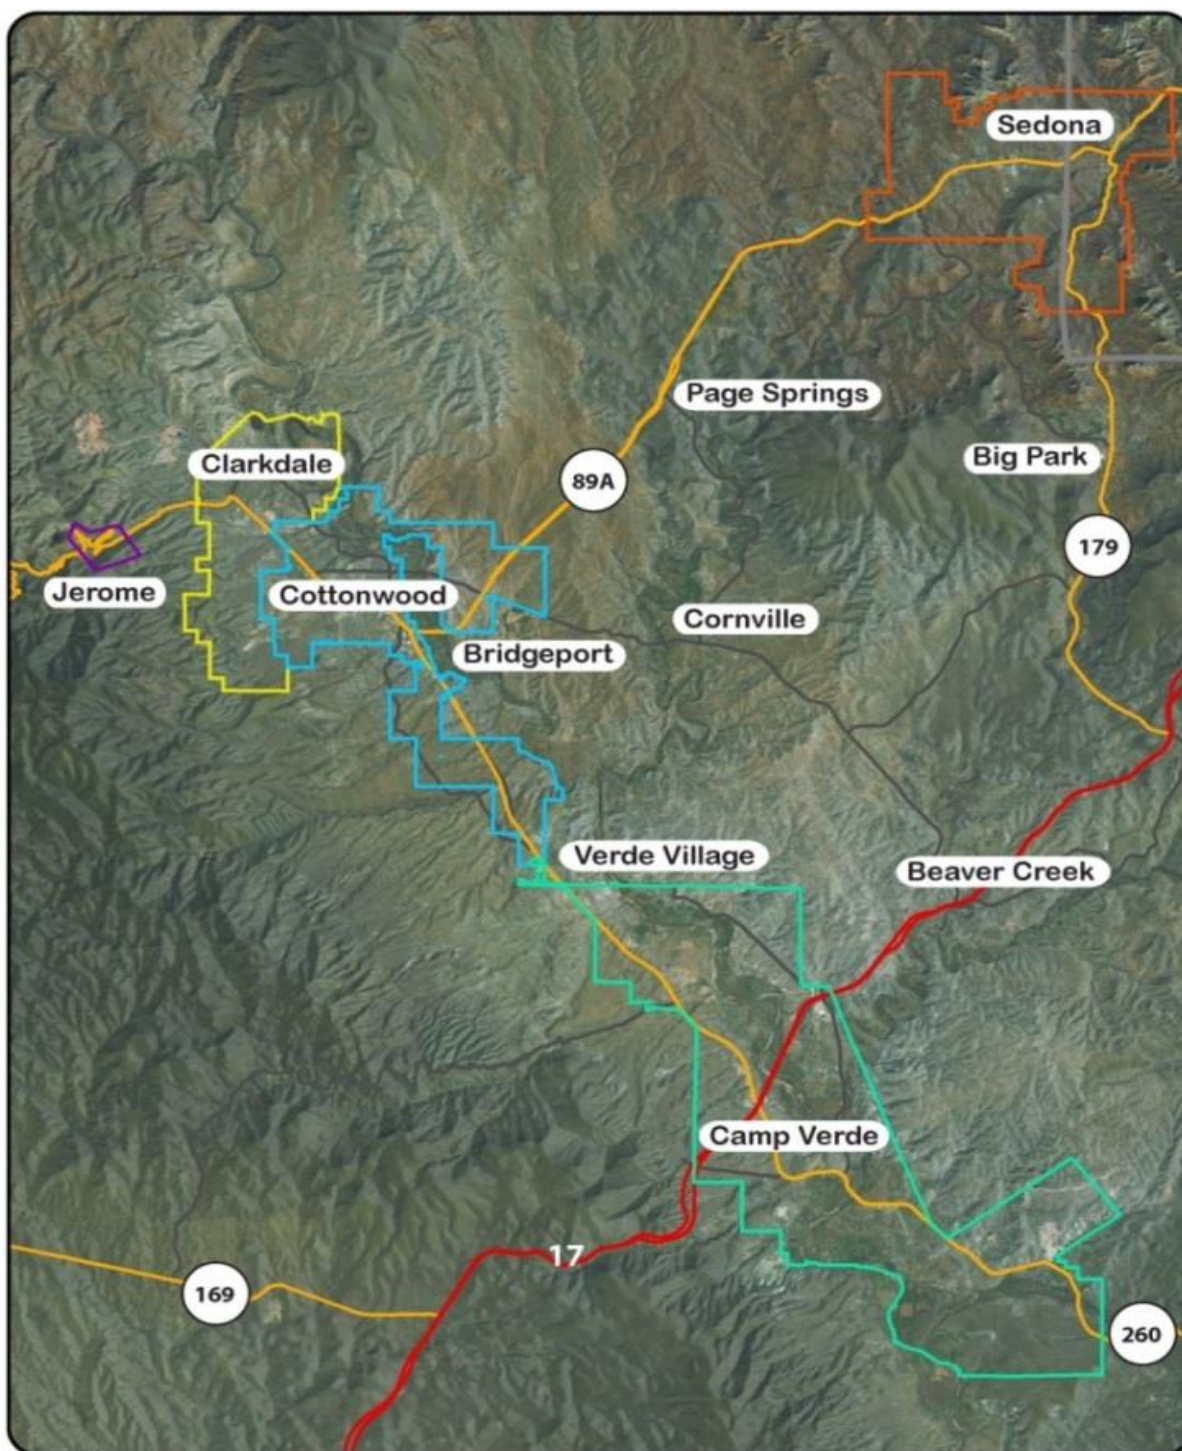 Sedona
Page Springs
Big Park
Clarkdale
89A
179
Jerome
Cottonwood
Cornville
Bridgeport
Verde Village
Beaver Creek
Camp Verde
17
169
260